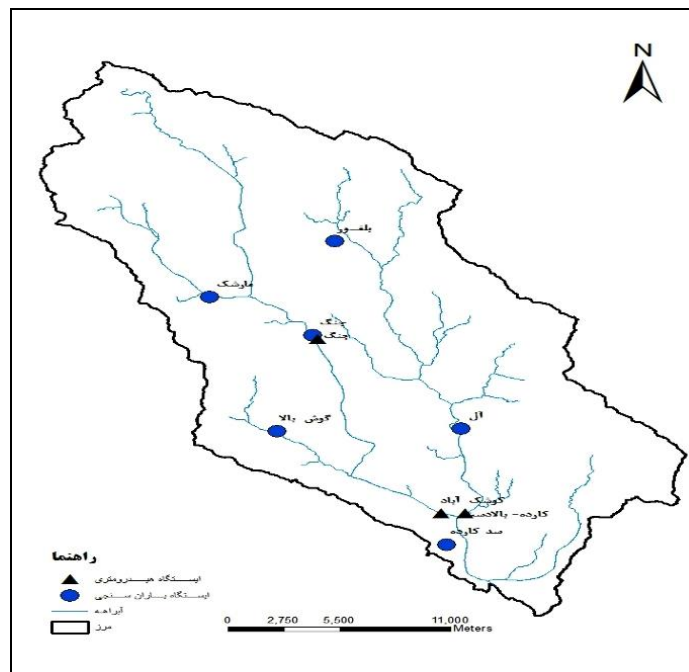 N
بلغور
مارشک
جنگ
جنگ
آل
گوش بالا
کوشک آباد
کارده- بالادست
سد کارده
راهنما
ایستگاه هیدرومتری
ایستگاه باران سنجی
آبراهه
مرز
0 2,750 5,500 11,000
Meters